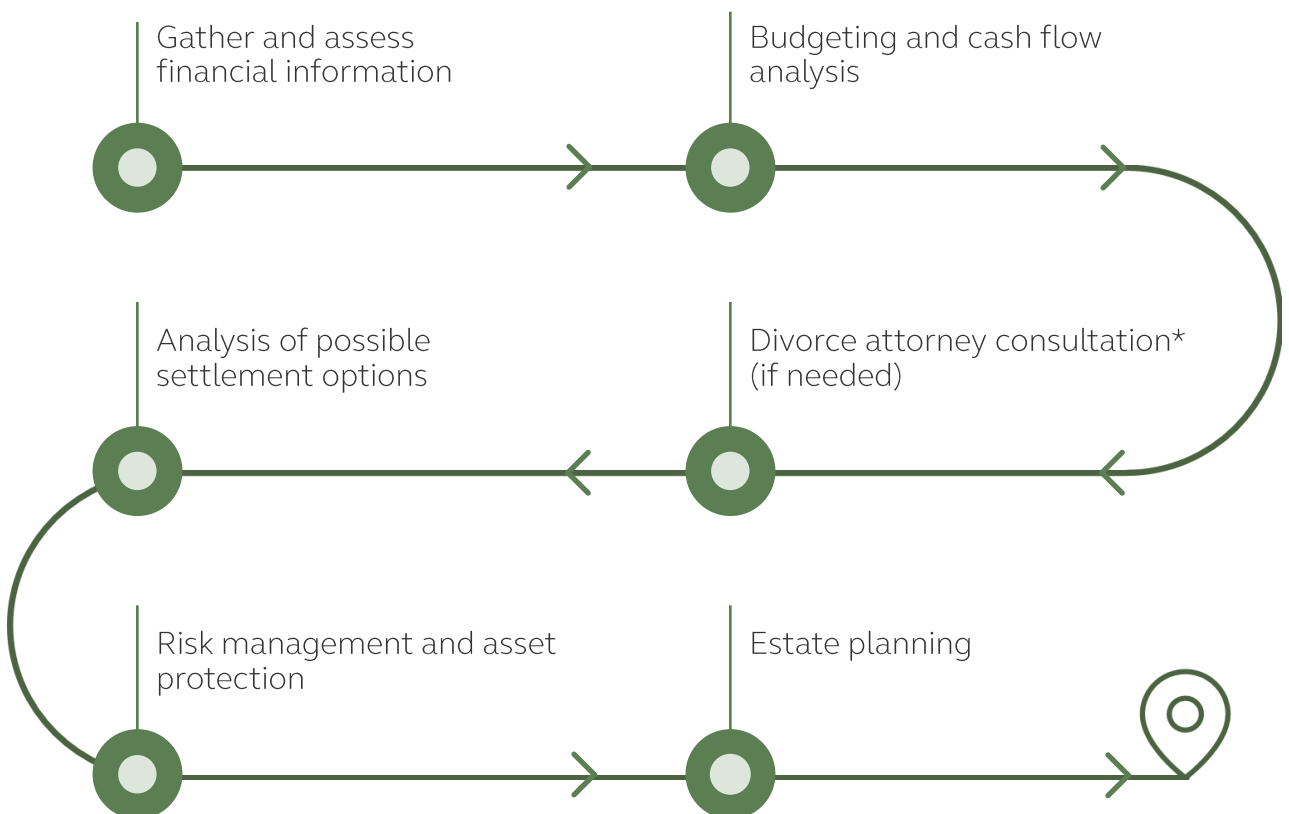 Gather and assess
financial information
Budgeting and cash flow
analysis
Divorce attorney consultation*
(if needed)
Analysis of possible
settlement options
Risk management and asset
protection
Estate planning